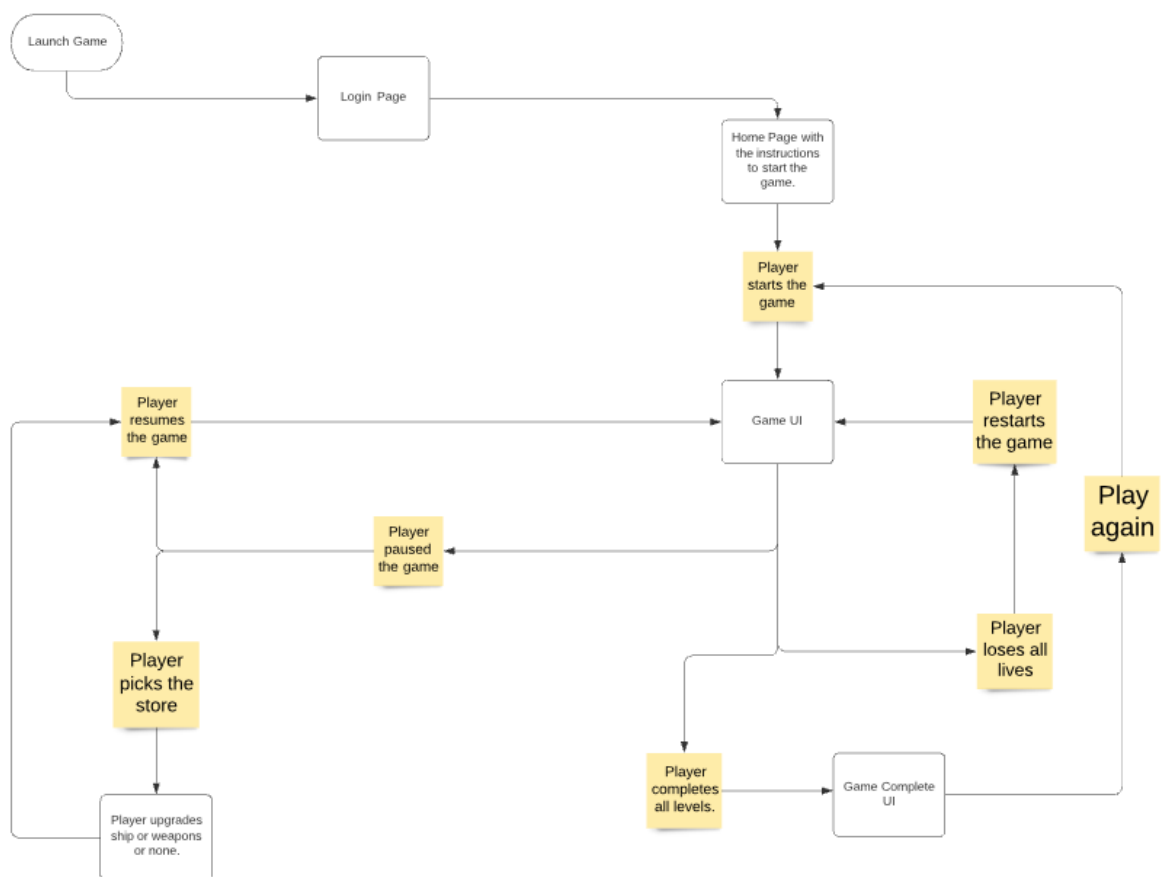 Launch Game
Login Page
Home Page with
the instructions
to start the
game.
Player
starts the
game
Player
resumes
the game
Game UI
Player
restarts
the game
Play
again
Player
paused
the game
Player
loses all
lives
Player
picks the
store
Player
completes
all levels.
Game Complete
UI
Player upgrades
ship or weapons
or none.